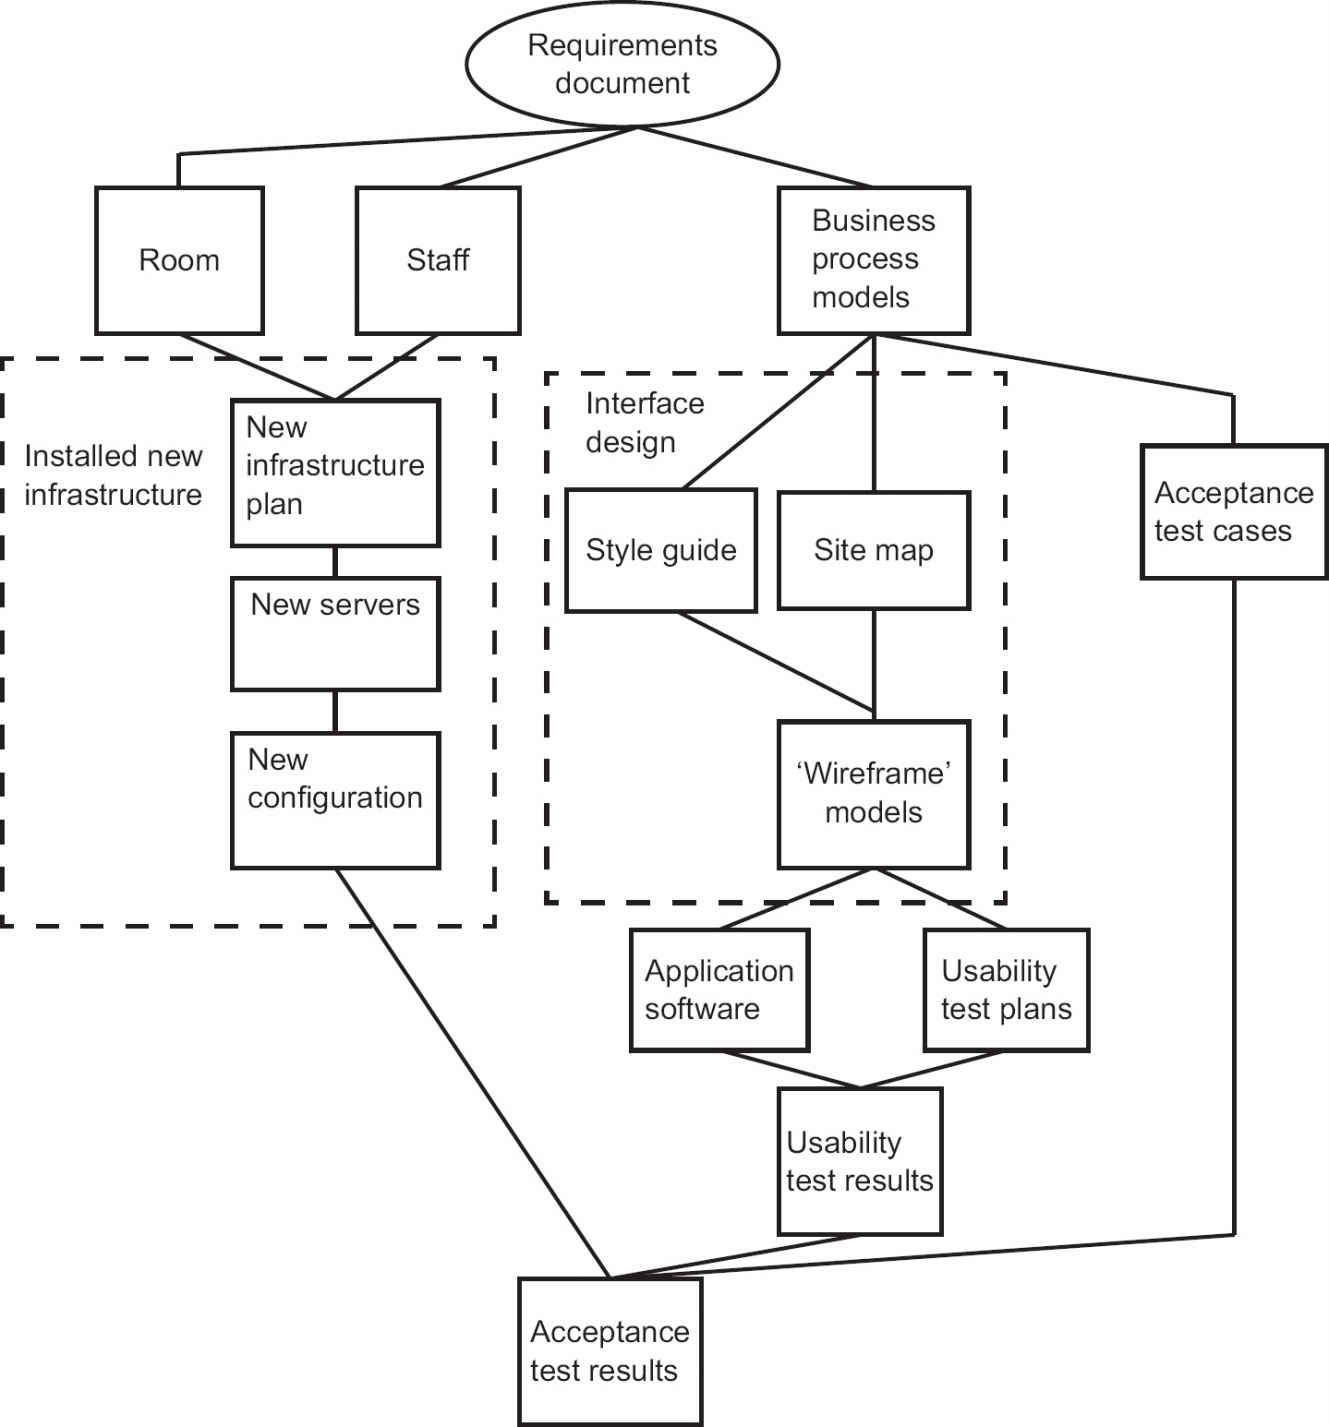 Requirements
document
Room
Staff
Business
process
models
Installed new
infrastructure
New
infrastructure
plan
New servers
New
configuration
Interface
design
Style guide
Site map
‘Wireframe’
models
Acceptance
test cases
Application
software
Usability
test plans
Usability
test results
Acceptance
test results